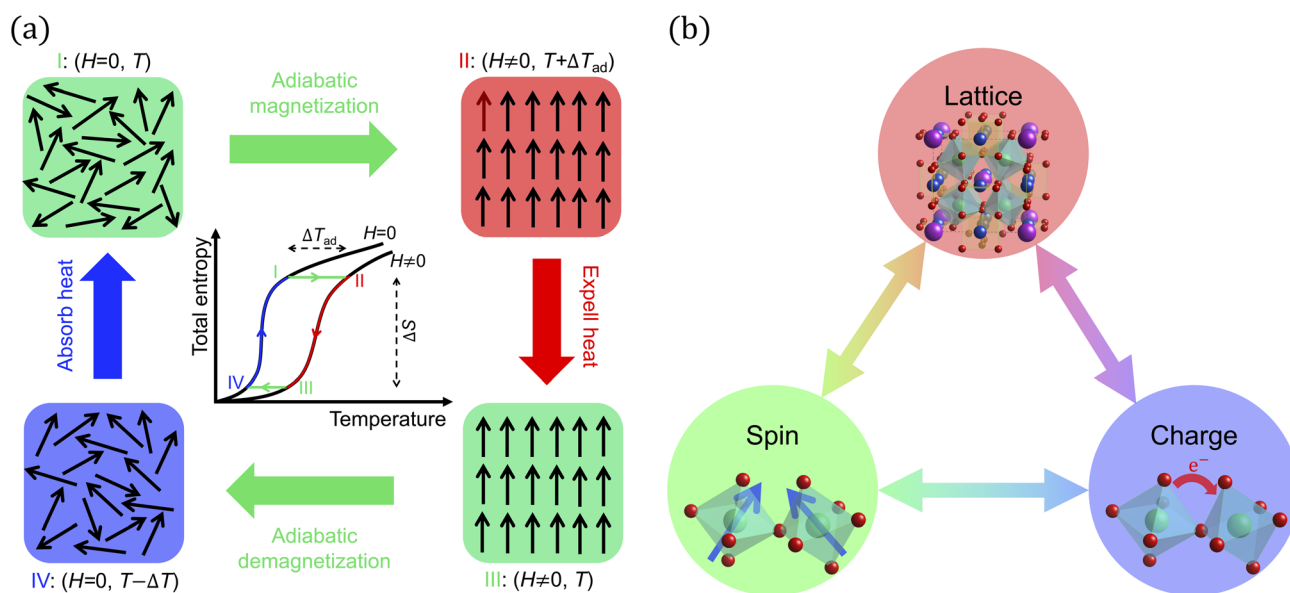 (a)
I: (H=0, T)
Adiabatic
magnetization
II: (H≠0, T+ΔTad)
Absorb heat
Total entropy
ΔTad
H=0
H≠0
I
II
ΔS
IV
III
Temperature
Expell heat
IV: (H=0, T−ΔT)
Adiabatic
demagnetization
III: (H≠0, T)
(b)
Lattice
Spin
Charge
e−